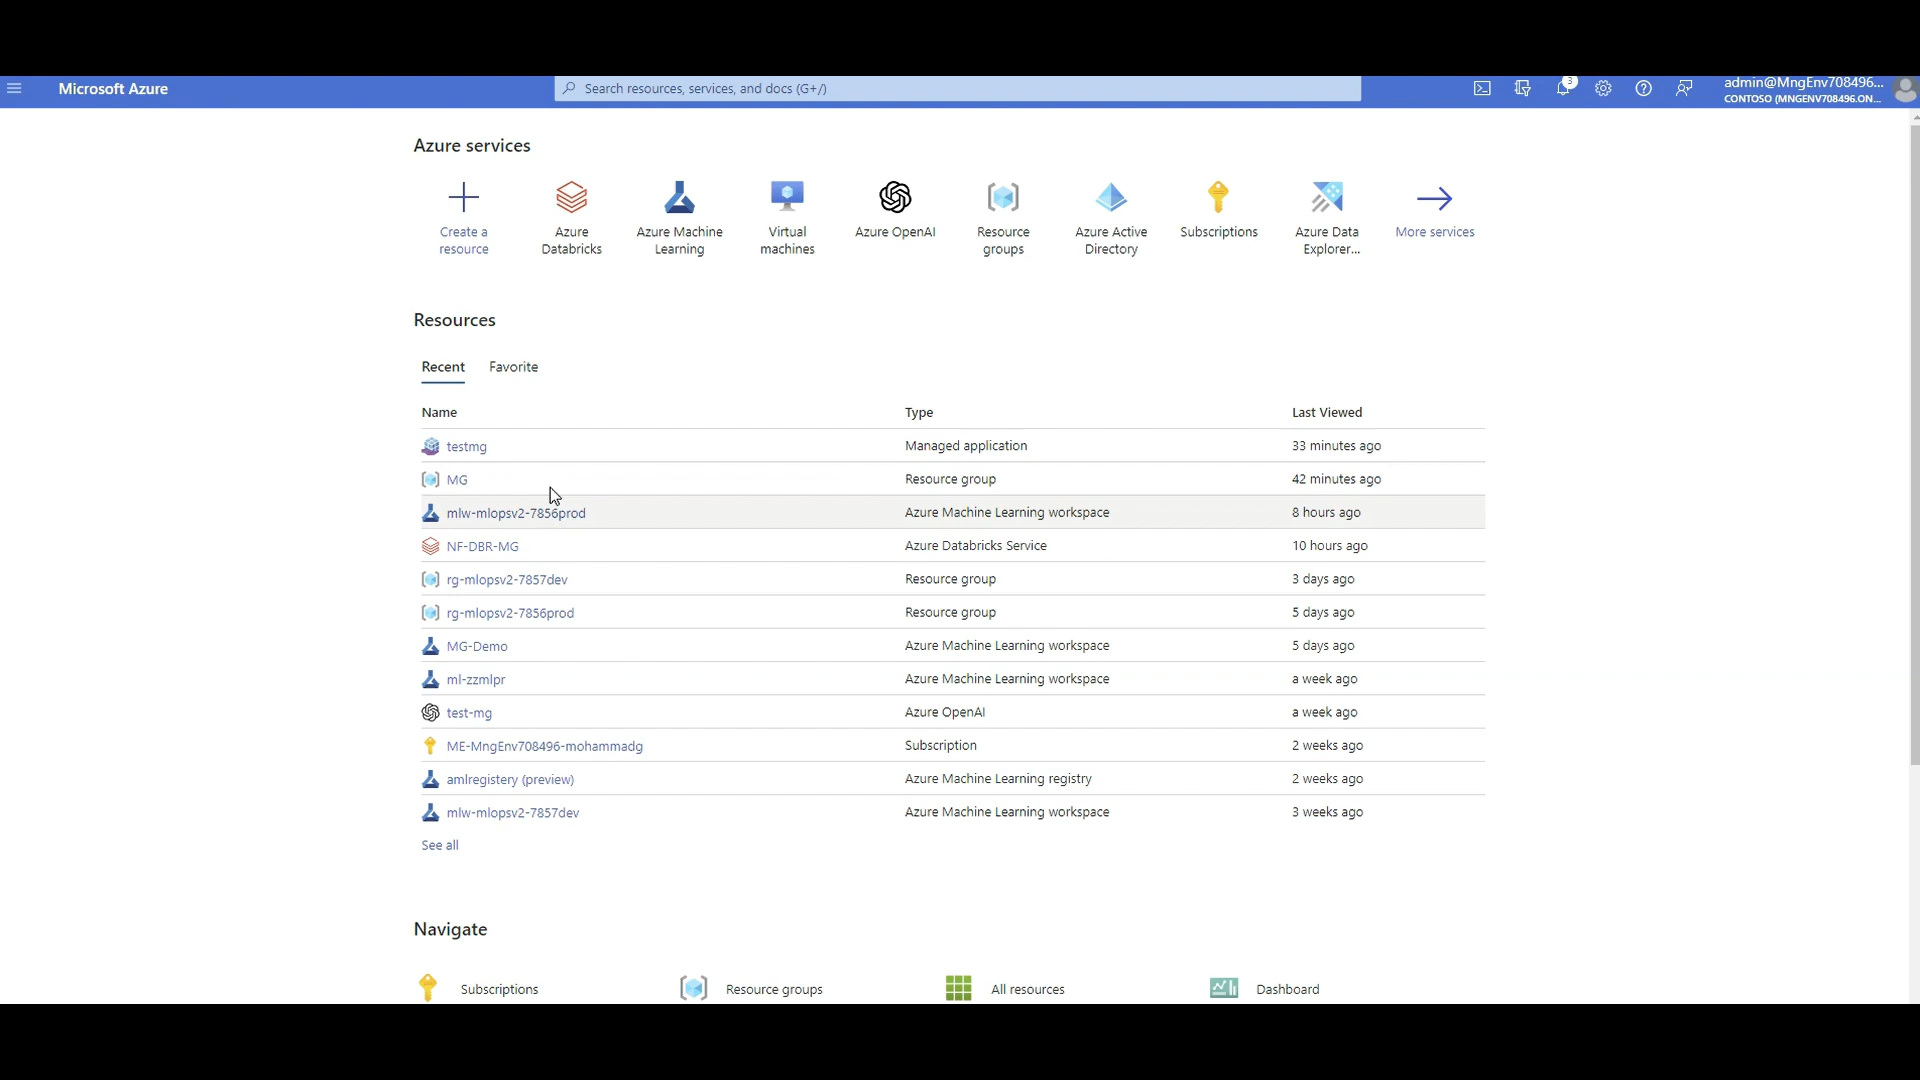 Microsoft Azure
Search resources, services, and docs (G+/)
3
admin@MngEnv708496...
CONTOSO (MNGENV708496.ON...
Azure services
Create a
resource
Azure
Databricks
Azure Machine
Learning
Virtual
machines
Azure OpenAI
Resource
groups
Azure Active
Directory
Subscriptions
Azure Data
Explorer...
More services
Resources
Recent Favorite
Name Type Last Viewed
testmg Managed application 33 minutes ago
MG Resource group 42 minutes ago
mlw-mlopsv2-7856prod Azure Machine Learning workspace 8 hours ago
NF-DBR-MG Azure Databricks Service 10 hours ago
rg-mlopsv2-7857dev Resource group 3 days ago
rg-mlopsv2-7856prod Resource group 5 days ago
MG-Demo Azure Machine Learning workspace 5 days ago
ml-zzmlpr Azure Machine Learning workspace a week ago
test-mg Azure OpenAI a week ago
ME-MngEnv708496-mohammadg Subscription 2 weeks ago
amlregistery (preview) Azure Machine Learning registry 2 weeks ago
mlw-mlopsv2-7857dev Azure Machine Learning workspace 3 weeks ago
See all
Navigate
Subscriptions Resource groups All resources Dashboard